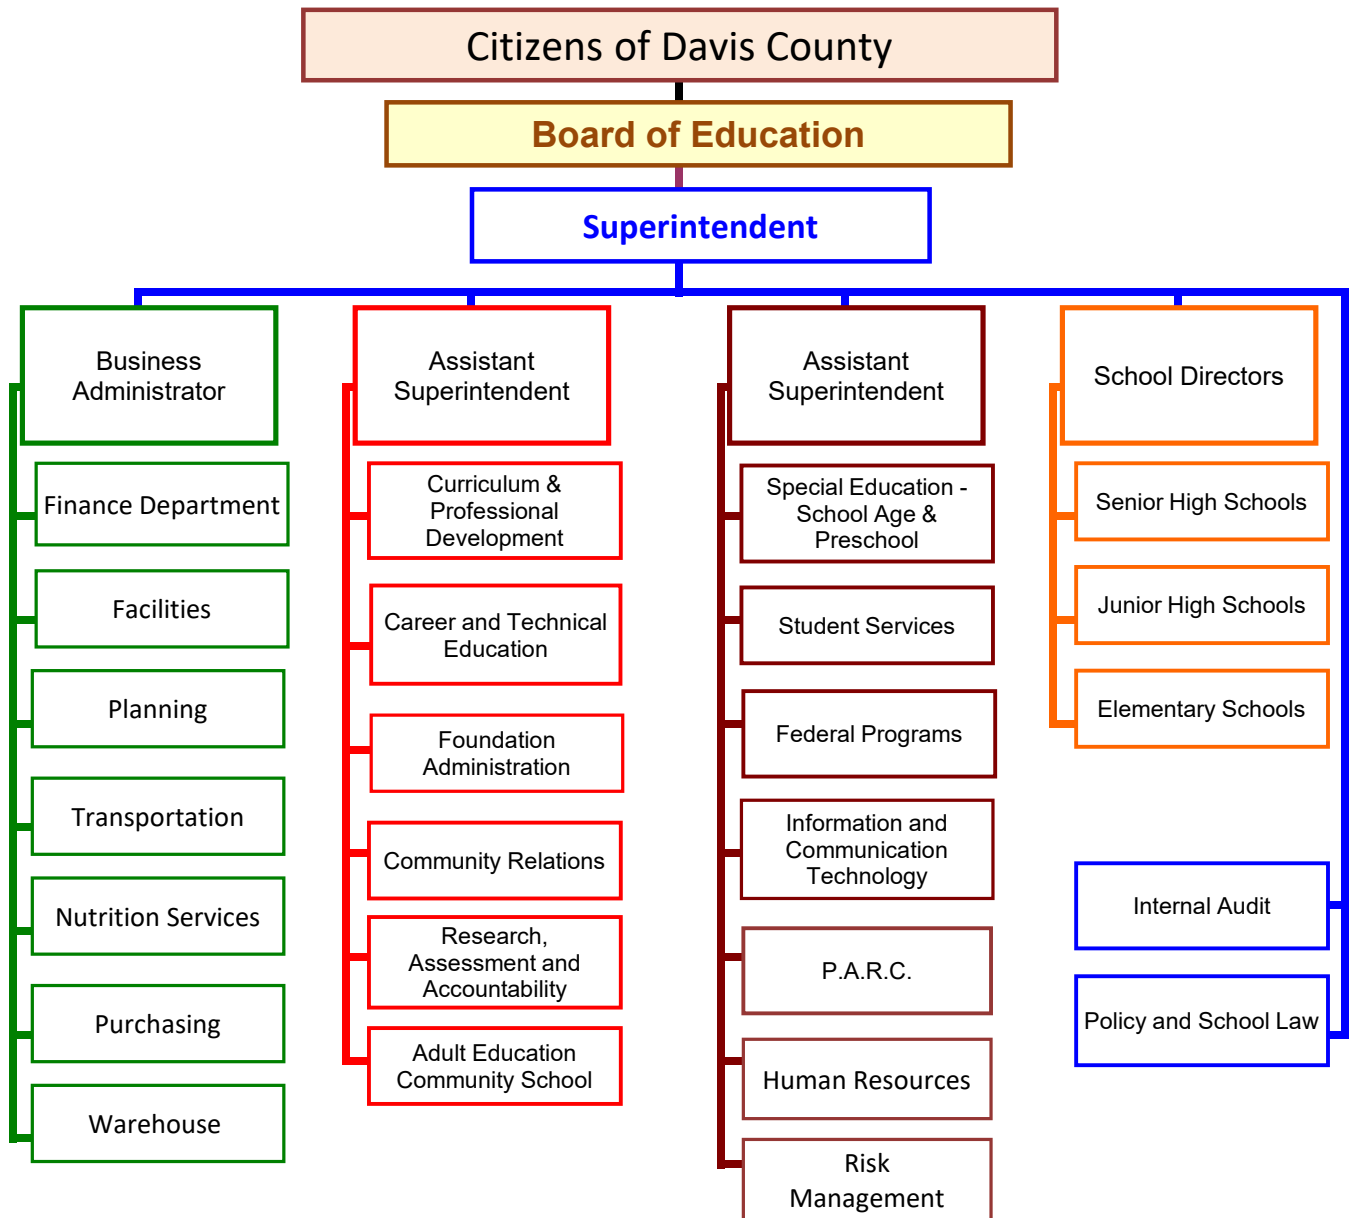 Citizens of Davis County
Board of Education
Superintendent
Business
Administrator
Finance Department
Facilities
Planning
Transportation
Nutrition Services
Purchasing
Warehouse
Assistant
Superintendent
Curriculum &
Professional
Development
Career and Technical
Education
Foundation
Administration
Community Relations
Research,
Assessment and
Accountability
Adult Education
Community School
Assistant
Superintendent
Special Education -
School Age &
Preschool
Student Services
Federal Programs
Information and
Communication
Technology
P.A.R.C.
Human Resources
Risk
Management
School Directors
Senior High Schools
Junior High Schools
Elementary Schools
Internal Audit
Policy and School Law